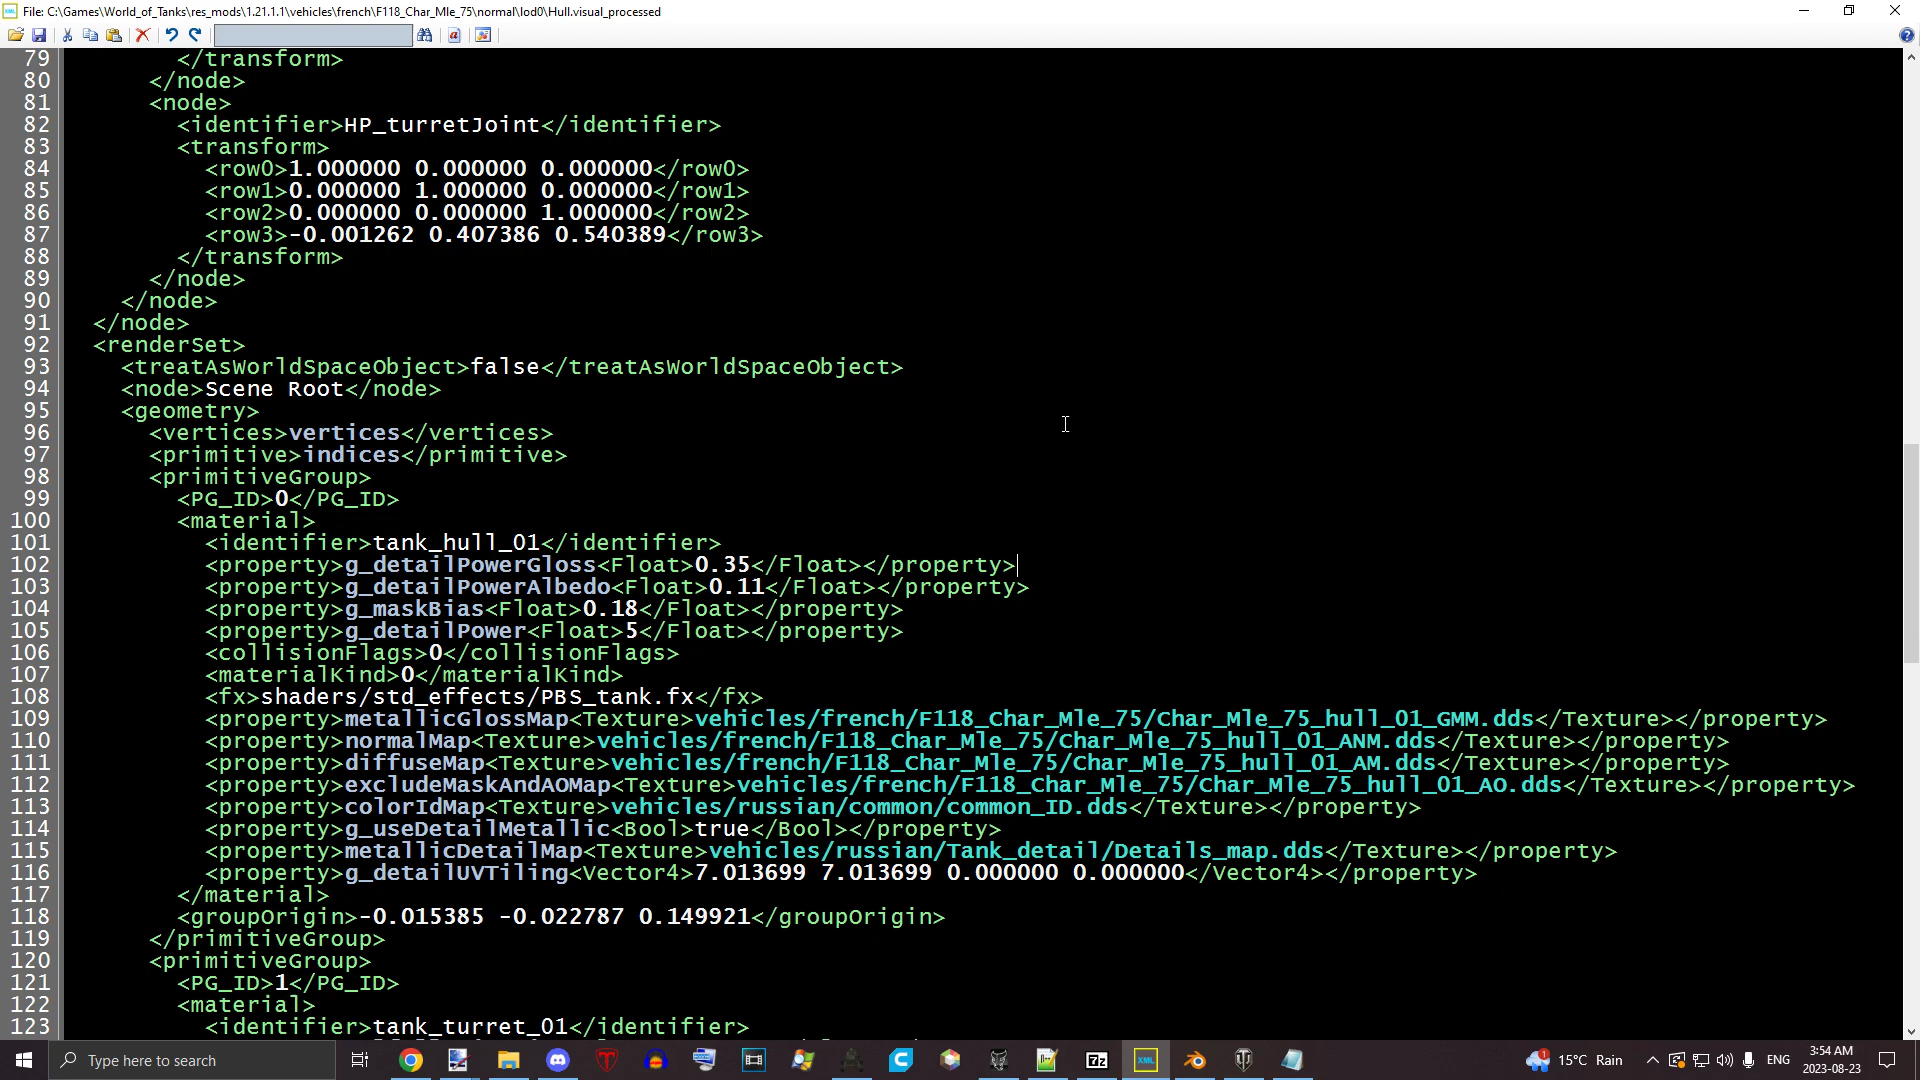 File: C:\Games\World_of_Tanks\res_mods\1.21.1.1\vehicles\french\F118_Char_Mle_75\normal\lod0\Hull.visual_processed
79 </transform>
80 </node>
81 <node>
82 <identifier>HP_turretJoint</identifier>
83 <transform>
84 <row0>1.000000 0.000000 0.000000</row0>
85 <row1>0.000000 1.000000 0.000000</row1>
86 <row2>0.000000 0.000000 1.000000</row2>
87 <row3>-0.001262 0.407386 0.540389</row3>
88 </transform>
89 </node>
90 </node>
91 </node>
92 <renderSet>
93 <treatAsWorldSpaceObject>false</treatAsWorldSpaceObject>
94 <node>Scene Root</node>
95 <geometry>
96 <vertices>vertices</vertices>
97 <primitive>indices</primitive>
98 <primitiveGroup>
99 <PG_ID>0</PG_ID>
100 <material>
101 <identifier>tank_hull_01</identifier>
102 <property>g_detailPowerGloss<Float>0.35</Float></property>
103 <property>g_detailPowerAlbedo<Float>0.11</Float></property>
104 <property>g_maskBias<Float>0.18</Float></property>
105 <property>g_detailPower<Float>5</Float></property>
106 <collisionFlags>0</collisionFlags>
107 <materialKind>0</materialKind>
108 <fx>shaders/std_effects/PBS_tank.fx</fx>
109 <property>metallicGlossMap<Texture>vehicles/french/F118_Char_Mle_75/Char_Mle_75_hull_01_GMM.dds</Texture></property>
110 <property>normalMap<Texture>vehicles/french/F118_Char_Mle_75/Char_Mle_75_hull_01_ANM.dds</Texture></property>
111 <property>diffuseMap<Texture>vehicles/french/F118_Char_Mle_75/Char_Mle_75_hull_01_AM.dds</Texture></property>
112 <property>excludeMaskAndAOMap<Texture>vehicles/french/F118_Char_Mle_75/Char_Mle_75_hull_01_AO.dds</Texture></property>
113 <property>colorIdMap<Texture>vehicles/russian/common/common_ID.dds</Texture></property>
114 <property>g_useDetailMetallic<Bool>true</Bool></property>
115 <property>metallicDetailMap<Texture>vehicles/russian/Tank_detail/Details_map.dds</Texture></property>
116 <property>g_detailUVTiling<Vector4>7.013699 7.013699 0.000000 0.000000</Vector4></property>
117 </material>
118 <groupOrigin>-0.015385 -0.022787 0.149921</groupOrigin>
119 </primitiveGroup>
120 <primitiveGroup>
121 <PG_ID>1</PG_ID>
122 <material>
123 <identifier>tank_turret_01</identifier>
Type here to search
7z
XML
1
15°C Rain
ENG
3:54 AM
2023-08-23